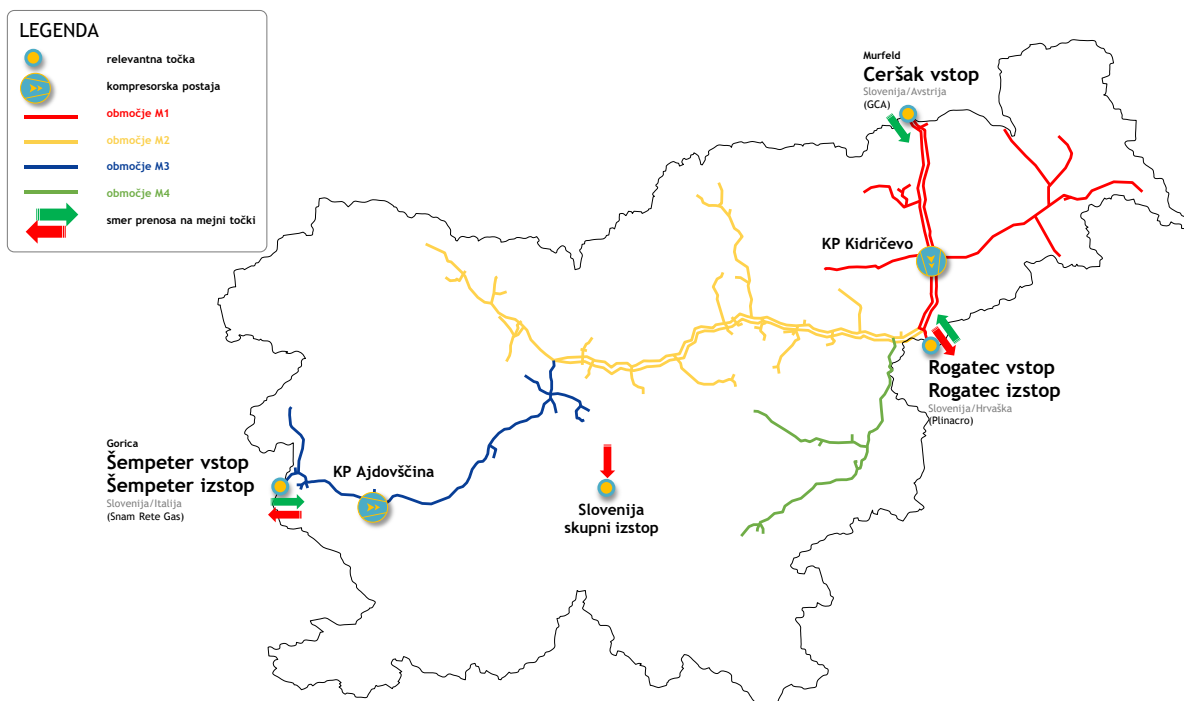 LEGENDA
relevantna točka
kompresorska postaja
območje M1
območje M2
območje M3
območje M4
smer prenosa na mejni točki
Murfeld
Ceršak vstop
Slovenija/Avstrija
(GCA)
KP Kidričevo
Rogatec vstop
Rogatec izstop
Slovenija/Hrvaška
(Plinacro)
Gorica
Šempeter vstop
Šempeter izstop
Slovenija/Italija
(Snam Rete Gas)
KP Ajdovščina
Slovenija
skupni izstop